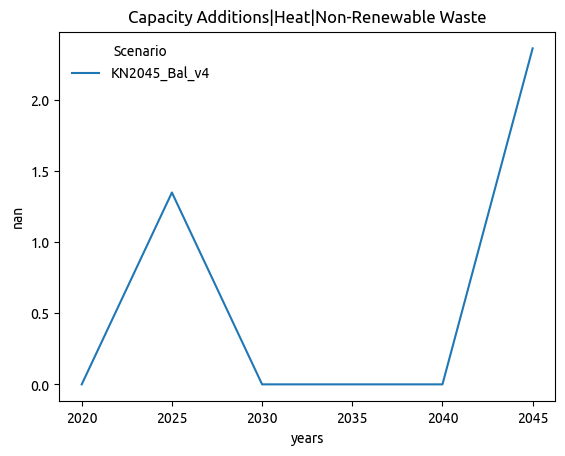 Capacity Additions|Heat|Non-Renewable Waste
Scenario
KN2045_Bal_v4
2.0
1.5
1.0
0.5
0.0
nan
2020 2025 2030 2035 2040 2045
years